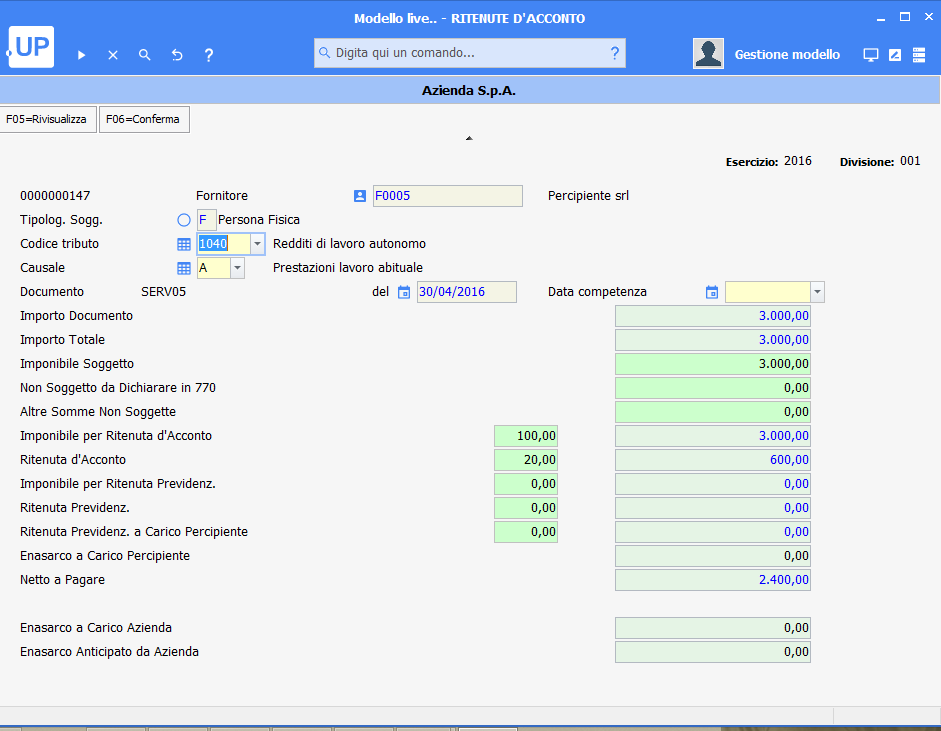 Modello live.. - RITENUTE D'ACCONTO
UP
Digita qui un comando...
?
?
Gestione modello
Azienda S.p.A.
F05=Rivisualizza F06=Conferma
Esercizio: 2016 Divisione: 001
0000000147 Fornitore F0005 Percipiente srl
Tipolog. Sogg. F Persona Fisica
Codice tributo 1040 Redditi di lavoro autonomo
Causale A Prestazioni lavoro abituale
Documento SERV05 del 30/04/2016 Data competenza
Importo Documento 3.000,00
Importo Totale 3.000,00
Imponibile Soggetto 3.000,00
Non Soggetto da Dichiarare in 770 0,00
Altre Somme Non Soggette 0,00
Imponibile per Ritenuta d'Acconto 100,00 3.000,00
Ritenuta d'Acconto 20,00 600,00
Imponibile per Ritenuta Previdenz. 0,00 0,00
Ritenuta Previdenz. 0,00 0,00
Ritenuta Previdenz. a Carico Percipiente 0,00 0,00
Enasarco a Carico Percipiente 0,00
Netto a Pagare 2.400,00
Enasarco a Carico Azienda 0,00
Enasarco Anticipato da Azienda 0,00